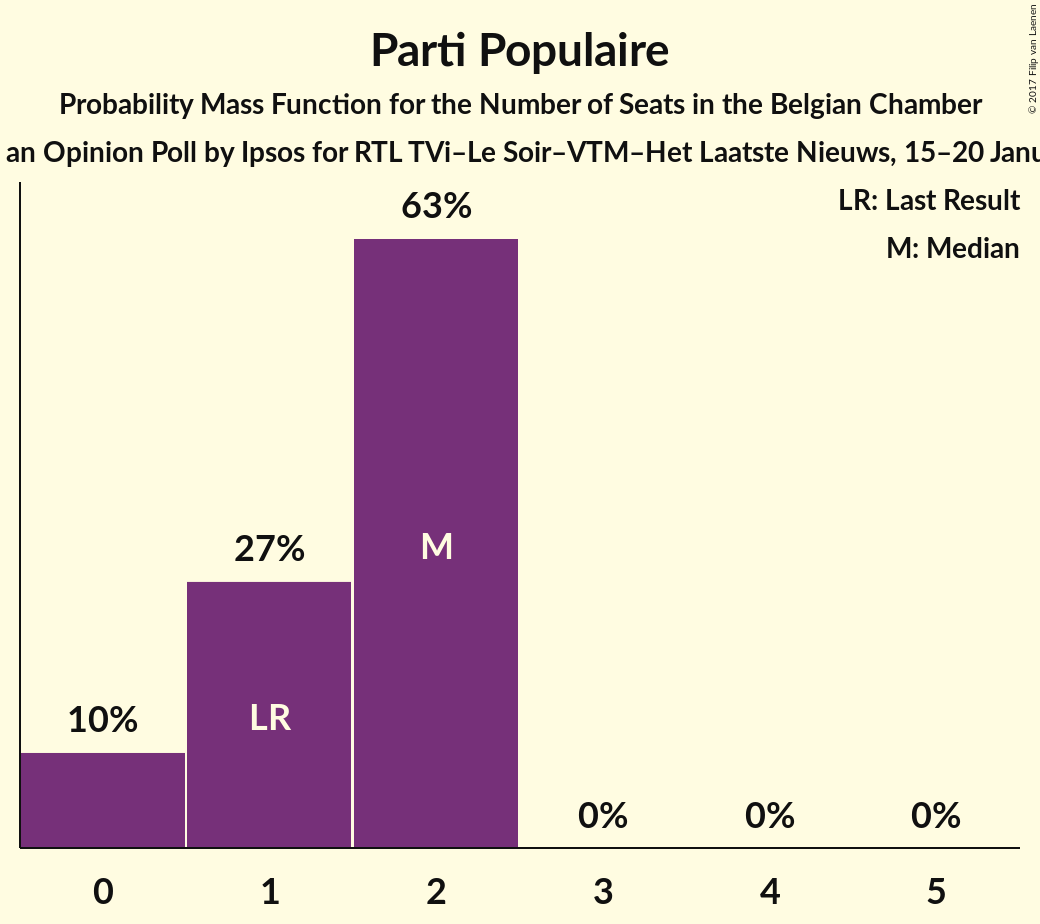 Parti Populaire
Probability Mass Function for the Number of Seats in the Belgian Chamber
an Opinion Poll by Ipsos for RTL TVi–Le Soir–VTM–Het Laatste Nieuws, 15–20 Janu
© 2017 Filip van Laenen
LR: Last Result
M: Median
63%
M
27%
LR
10%
0%
0%
0%
0
1
2
3
4
5